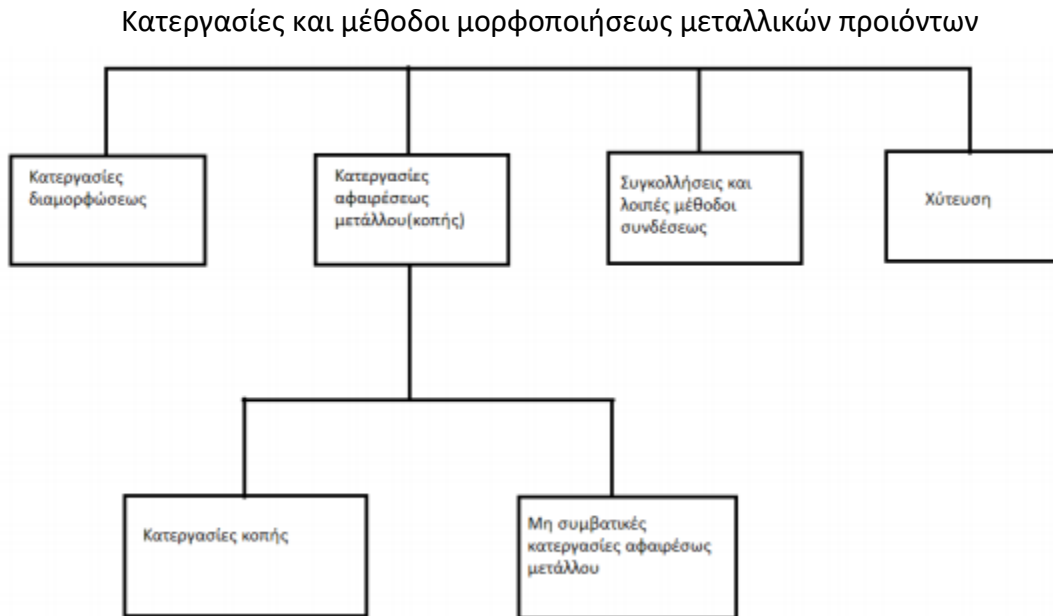 Κατεργασίες και μέθοδοι μορφοποιήσεως μεταλλικών προιόντων
Κατεργασίες
διαμορφώσεως
Κατεργασίες
αφαιρέσεως
μετάλλου(κοπής)
Συγκολλήσεις και
λοιπές μέθοδοι
συνδέσεως
Χύτευση
Κατεργασίες κοπής
Μη συμβατικές
κατεργασίες αφαιρέσως
μετάλλου